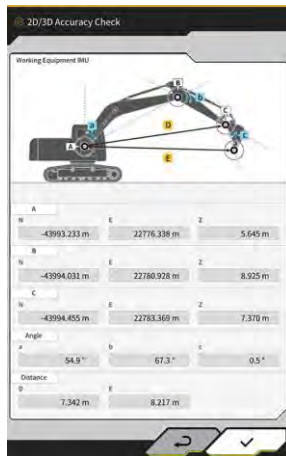 2D/3D Accuracy Check
Working Equipment IMU
B
b
a
D
C
c
A
E
A
N E Z
-43993.233 m 22776.338 m 5.645 m
B
N E Z
-43994.031 m 22780.928 m 8.925 m
C
N E Z
-43994.455 m 22783.369 m 7.370 m
Angle
a b c
54.9 ° 67.3 ° 0.5 °
Distance
D E
7.342 m 8.217 m